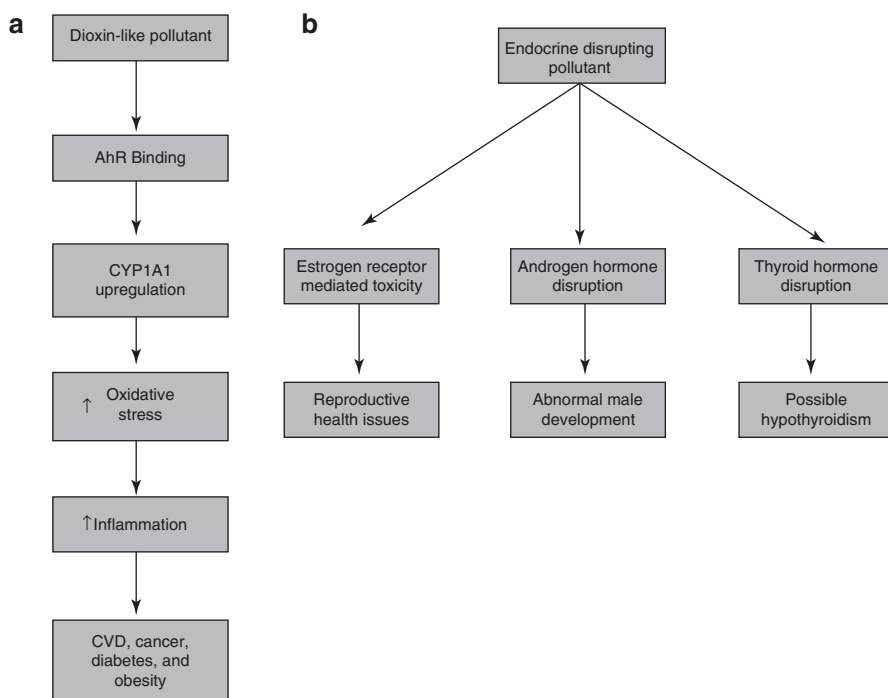 a
Dioxin-like pollutant
AhR Binding
CYP1A1
upregulation
↑ Oxidative
stress
↑Inflammation
CVD, cancer,
diabetes, and
obesity
b
Endocrine disrupting
pollutant
Estrogen receptor
mediated toxicity
Androgen hormone
disruption
Thyroid hormone
disruption
Reproductive
health issues
Abnormal male
development
Possible
hypothyroidism